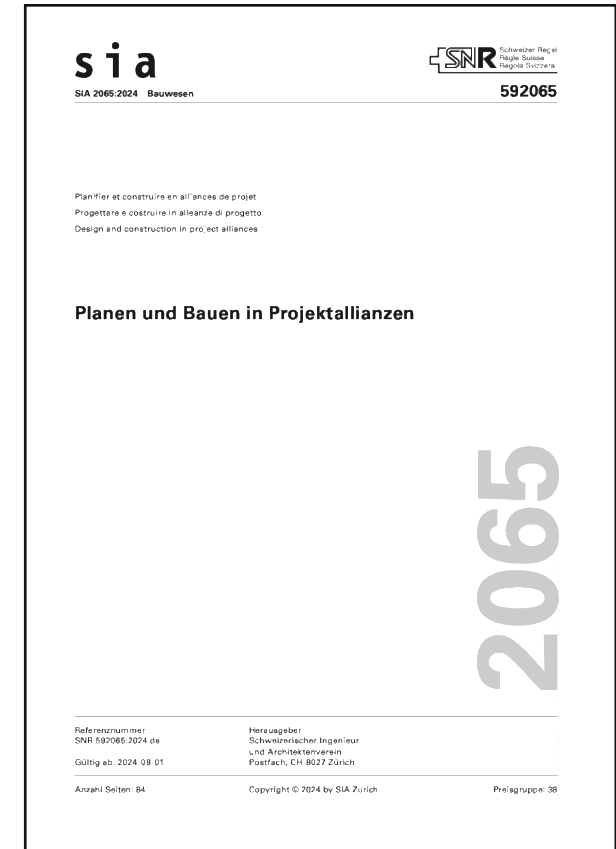 sia
SIA 2065:2024 Bauwesen
SNR
Schweizer Regel
Règle Suisse
Regola Svizzera
592065
Planifier et construire en alliances de projet
Progettare e costruire in alleanze di progetto
Design and construction in project alliances
Planen und Bauen in Projektallianzen
2065
Referenznummer
SNR 592065:2024 de
Gültig ab: 2024-08-01
Herausgeber
Schweizerischer Ingenieur
und Architektenverein
Postfach, CH-8027 Zürich
Anzahl Seiten: 84
Copyright © 2024 by SIA Zurich
Preisgruppe: 38